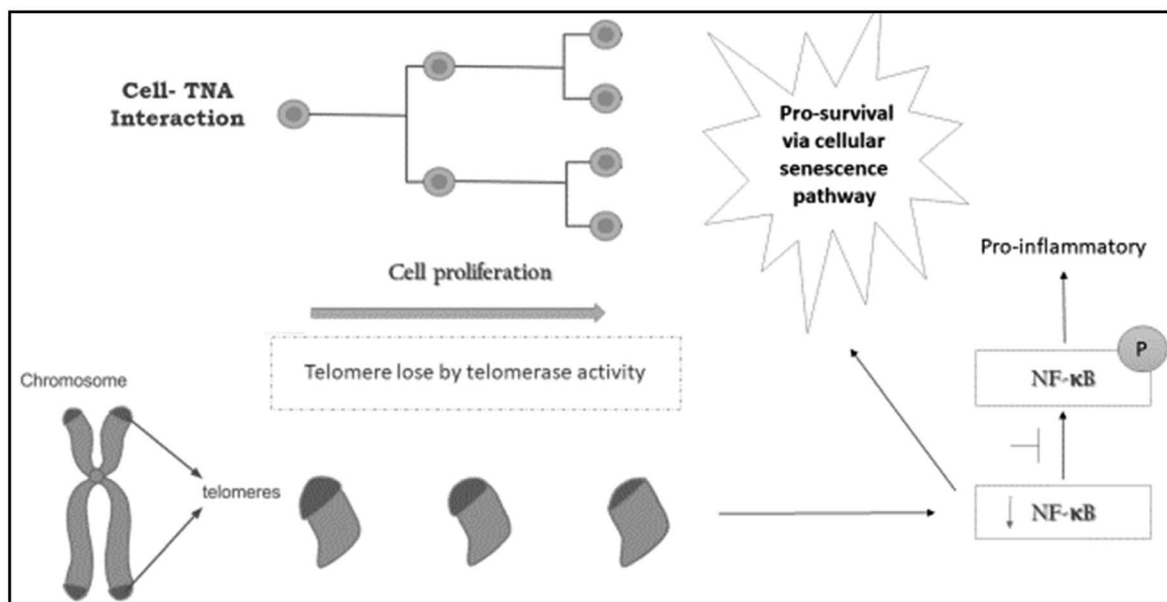 Cell- TNA
Interaction
Pro-survival
via cellular
senescence
pathway
Cell proliferation
Pro-inflammatory
Telomere lose by telomerase activity
P
NF-κB
Chromosome
telomeres
NF-κB